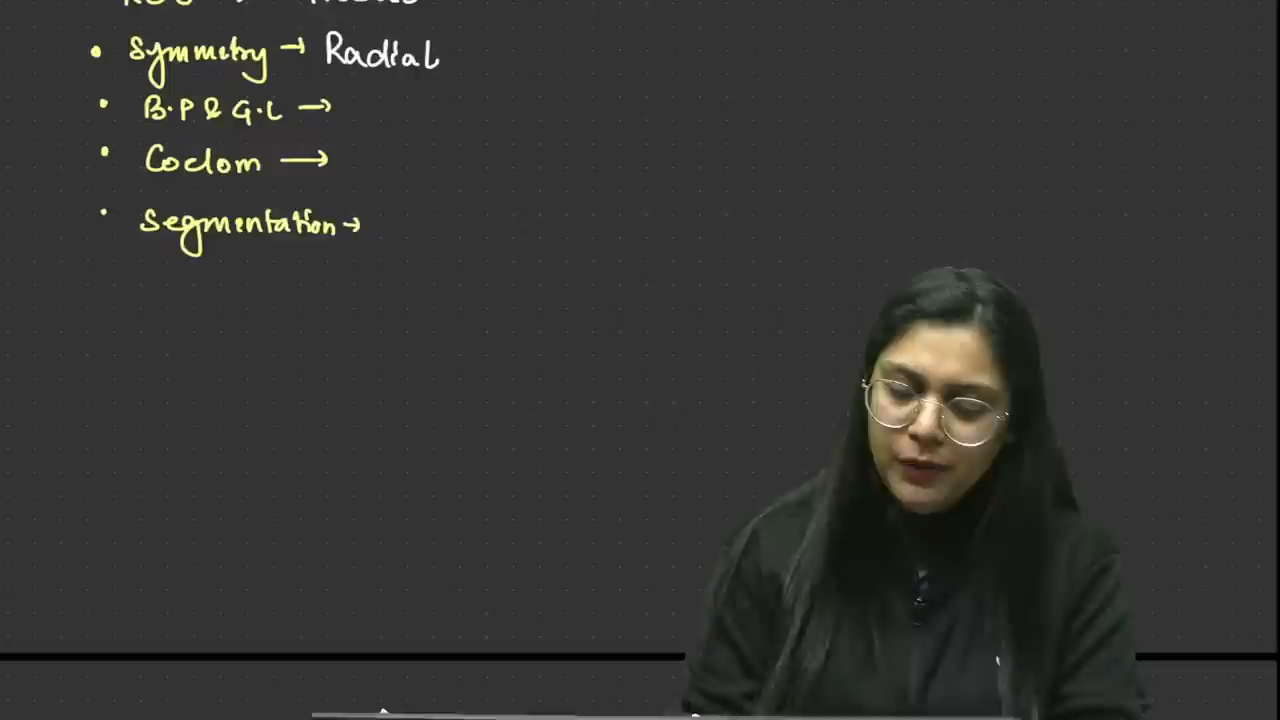 • Symmetry → Radial
• B.P & G.L →
• Coelom →
• Segmentation →